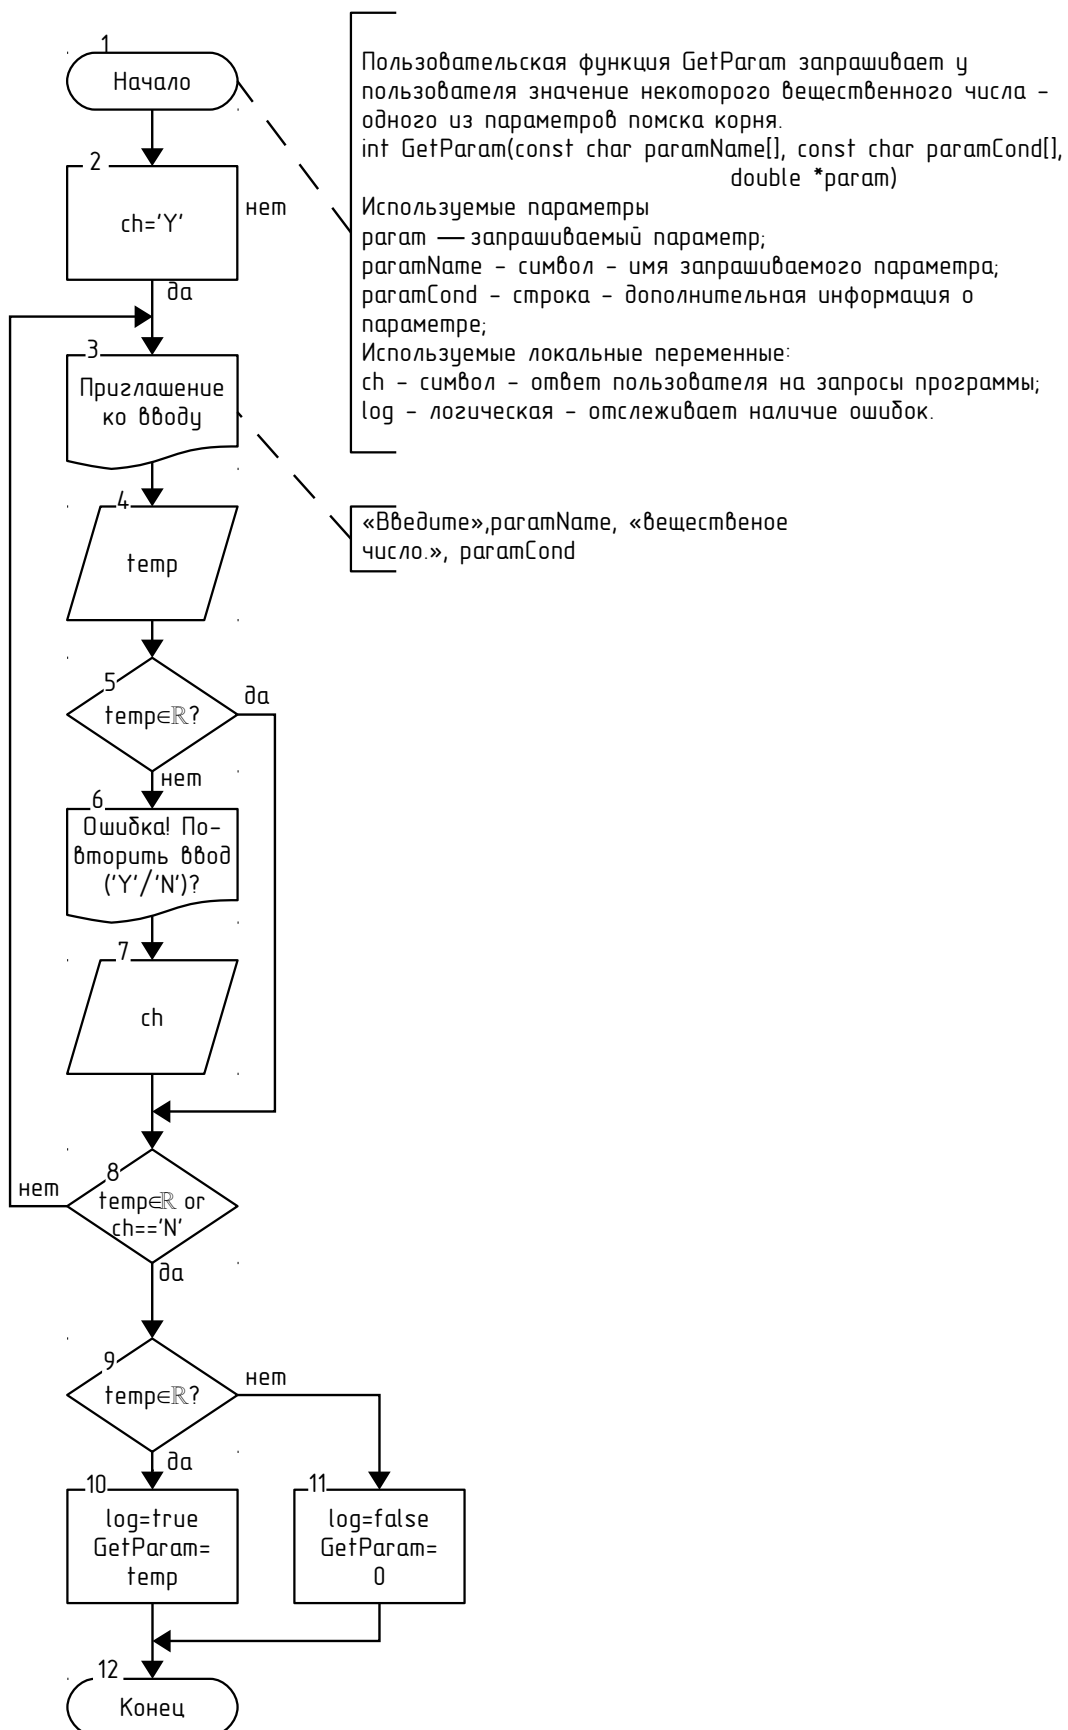 1
Начало
Пользовательская функция GetParam запрашивает у
пользователя значение некоторого вещественного числа –
одного из параметров помска корня.
int GetParam(const char paramName[], const char paramCond[],
double *param)
Используемые параметры
param — запрашиваемый параметр;
paramName – символ – имя запрашиваемого параметра;
paramCond – строка – дополнительная информация о
параметре;
Используемые локальные переменные:
ch – символ – ответ пользователя на запросы программы;
log – логическая – отслеживает наличие ошибок.
2
ch='Y'
нет
да
3
Приглашение
ко вводу
«Введите»,paramName, «вещественое
число.», paramCond
4
temp
5
temp∈ℝ?
да
нет
6
Ошибка! По-
вторить ввод
('Y'/'N')?
7
ch
8
temp∈ℝ or
ch=='N'
нет
да
9
temp∈ℝ?
нет
да
10
log=true
GetParam=
temp
11
log=false
GetParam=
0
12
Конец